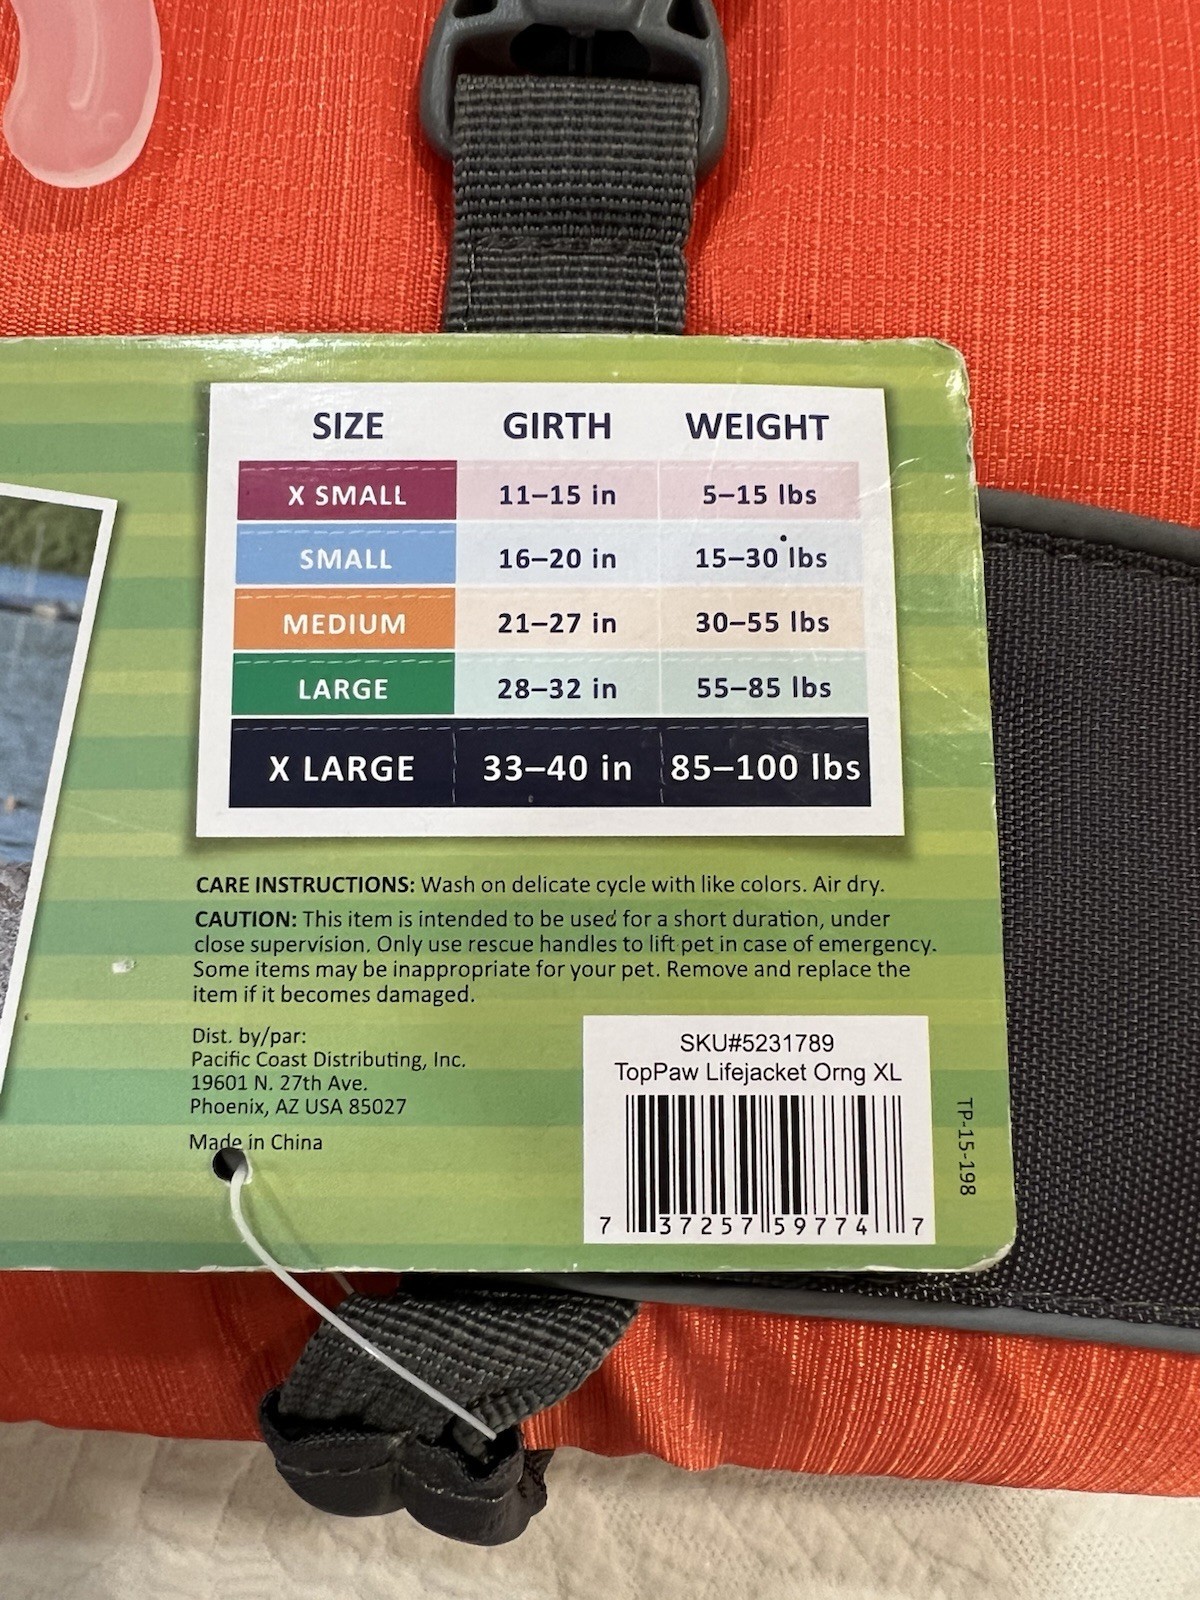 SIZE GIRTH WEIGHT
X SMALL 11–15 in 5–15 lbs
SMALL 16–20 in 15–30 lbs
MEDIUM 21–27 in 30–55 lbs
LARGE 28–32 in 55–85 lbs
X LARGE 33–40 in 85–100 lbs
CARE INSTRUCTIONS: Wash on delicate cycle with like colors. Air dry.
CAUTION: This item is intended to be used for a short duration, under
close supervision. Only use rescue handles to lift pet in case of emergency.
Some items may be inappropriate for your pet. Remove and replace the
item if it becomes damaged.
Dist. by/par:
Pacific Coast Distributing, Inc.
19601 N. 27th Ave.
Phoenix, AZ USA 85027
Made in China
SKU#5231789
TopPaw Lifejacket Orng XL
7 37257 59774 7
TP-15-198